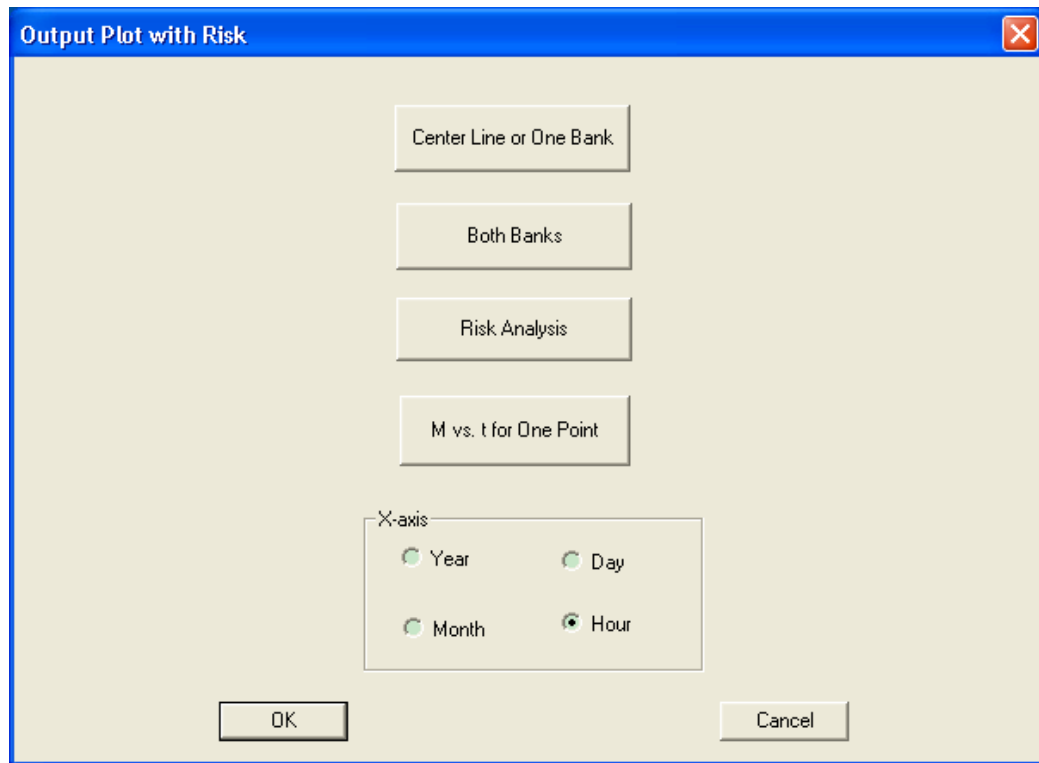 Output Plot with Risk
Center Line or One Bank
Both Banks
Risk Analysis
M vs. t for One Point
X-axis
Year
Day
Month
Hour
OK
Cancel